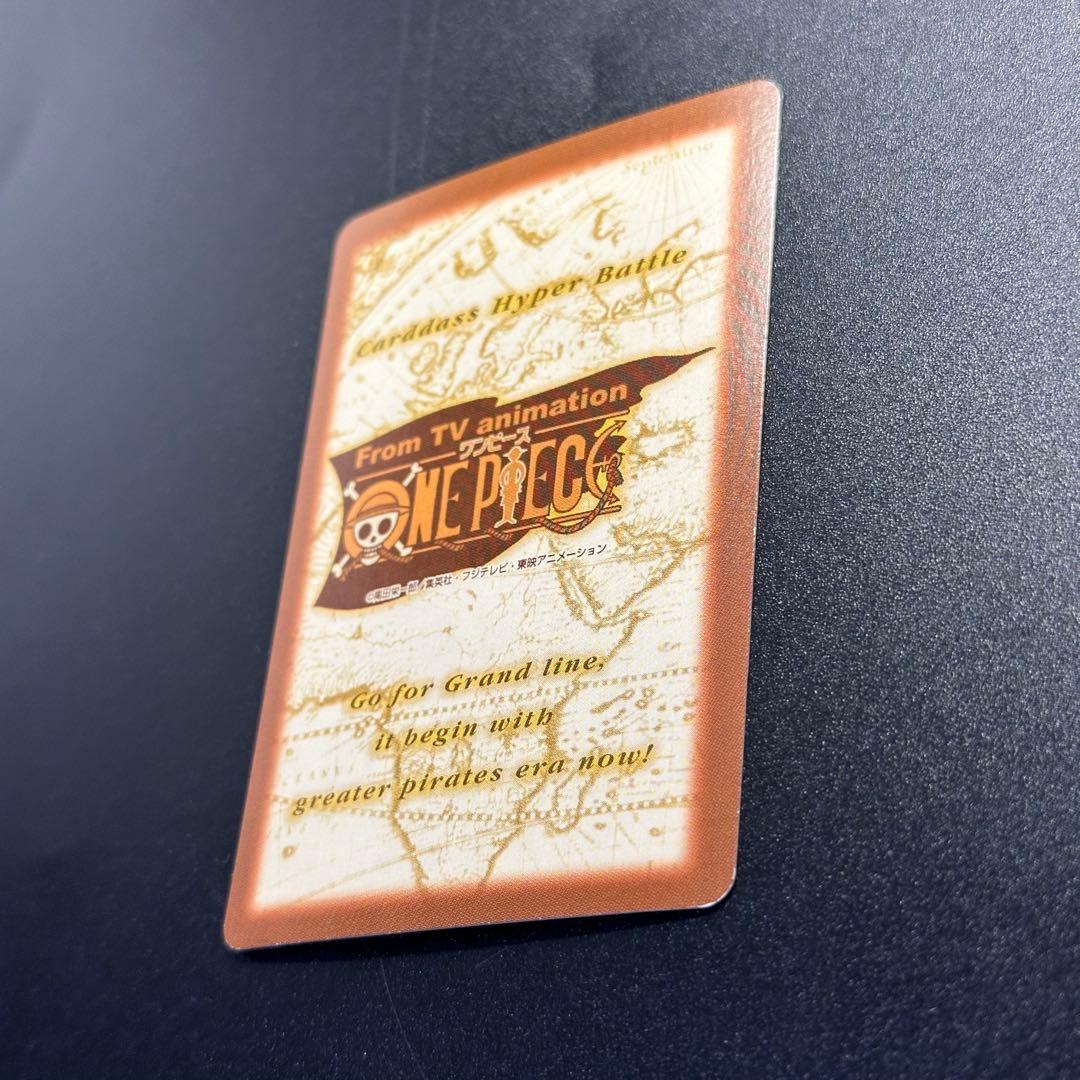 Septentrio
Carddass Hyper Battle
From TV animation
ワンピース
ONE PIECE
©尾田栄一郎/集英社・フジテレビ・東映アニメーション
Go for Grand line,
it begin with
greater pirates era now!